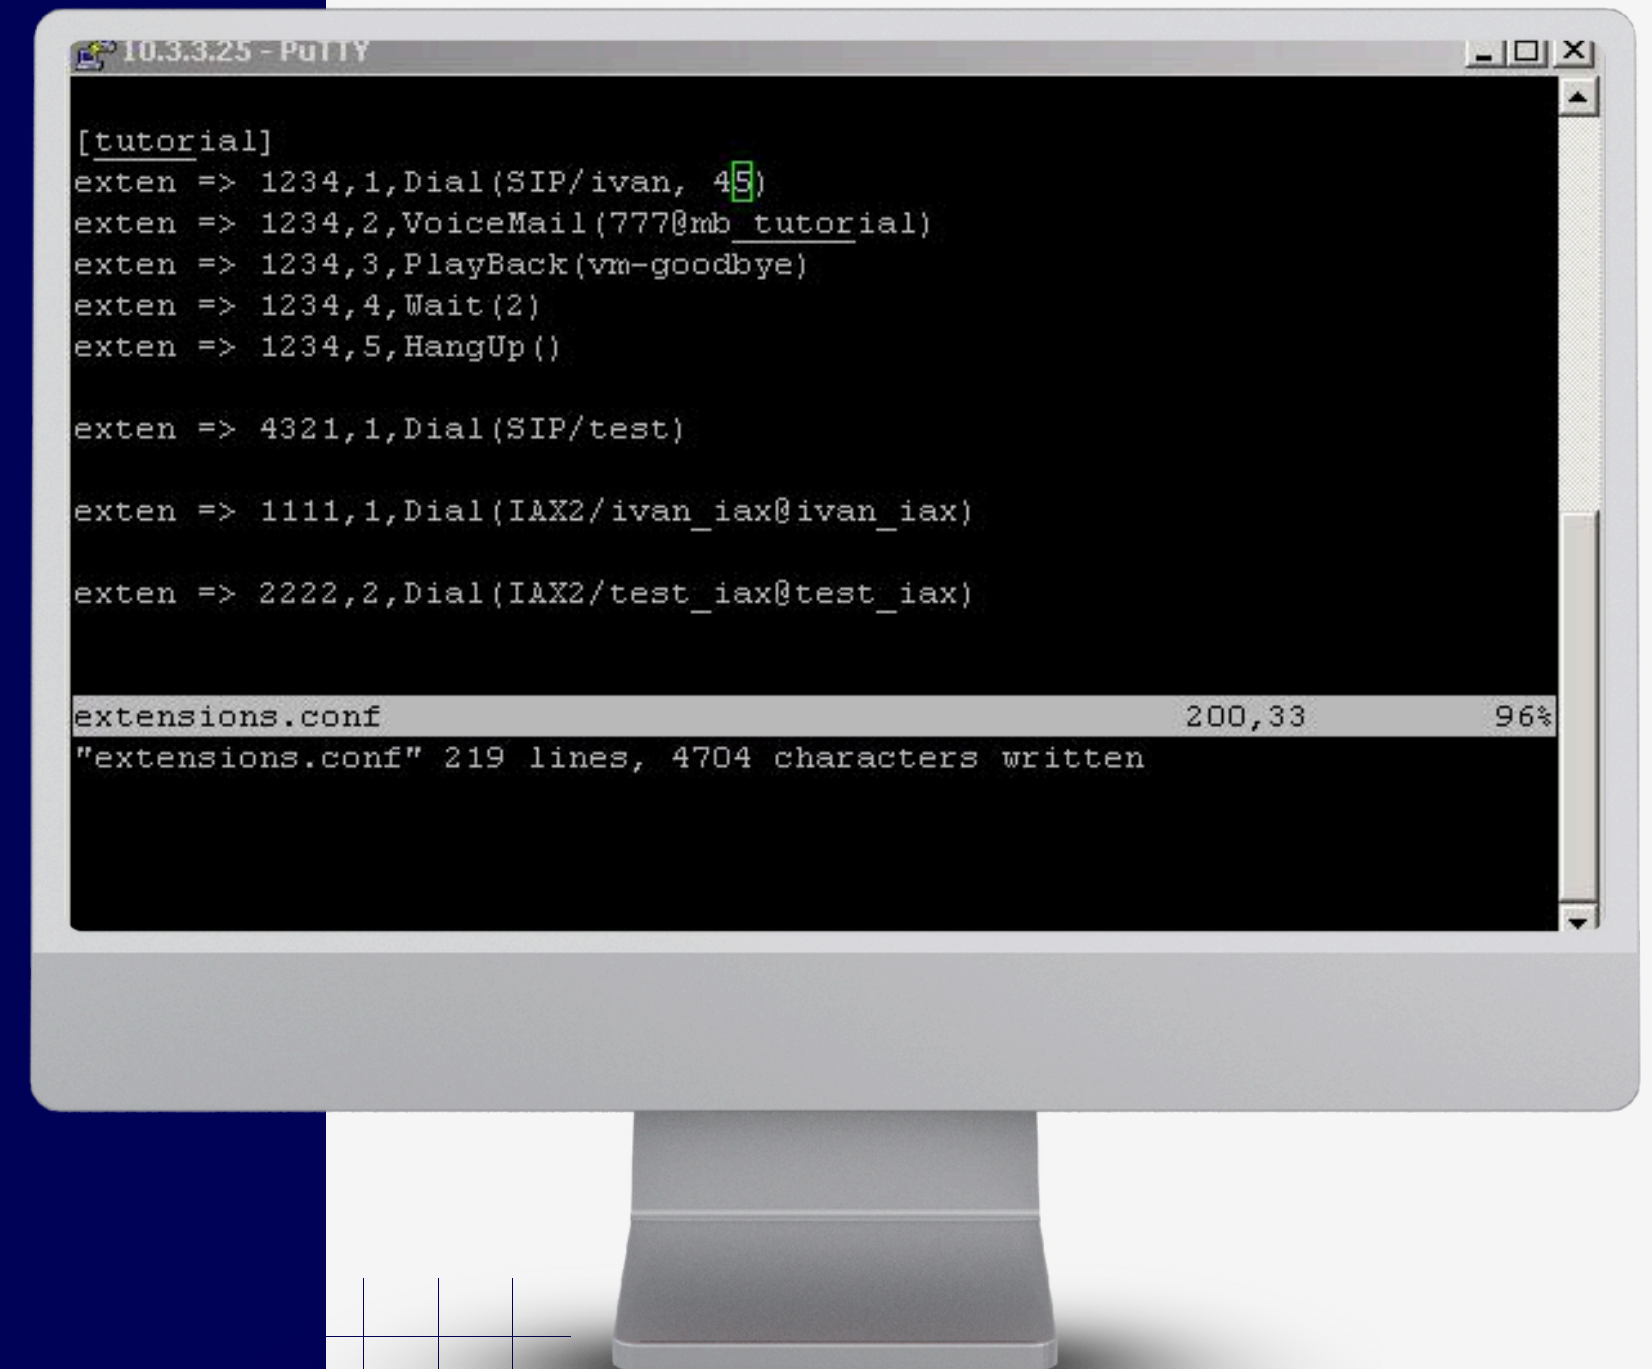 10.3.3.25 - PuTTY
[tutorial]
exten => 1234,1,Dial(SIP/ivan, 45)
exten => 1234,2,VoiceMail(777@mb_tutorial)
exten => 1234,3,PlayBack(vm-goodbye)
exten => 1234,4,Wait(2)
exten => 1234,5,HangUp()
exten => 4321,1,Dial(SIP/test)
exten => 1111,1,Dial(IAX2/ivan_iax@ivan_iax)
exten => 2222,2,Dial(IAX2/test_iax@test_iax)
extensions.conf 200,33 96%
"extensions.conf" 219 lines, 4704 characters written